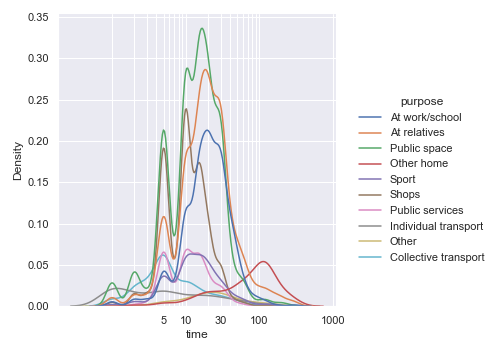 0.35
0.30
0.25
0.20
0.15
0.10
0.05
0.00
Density
5 10 30 100 1000
time
purpose
At work/school
At relatives
Public space
Other home
Sport
Shops
Public services
Individual transport
Other
Collective transport